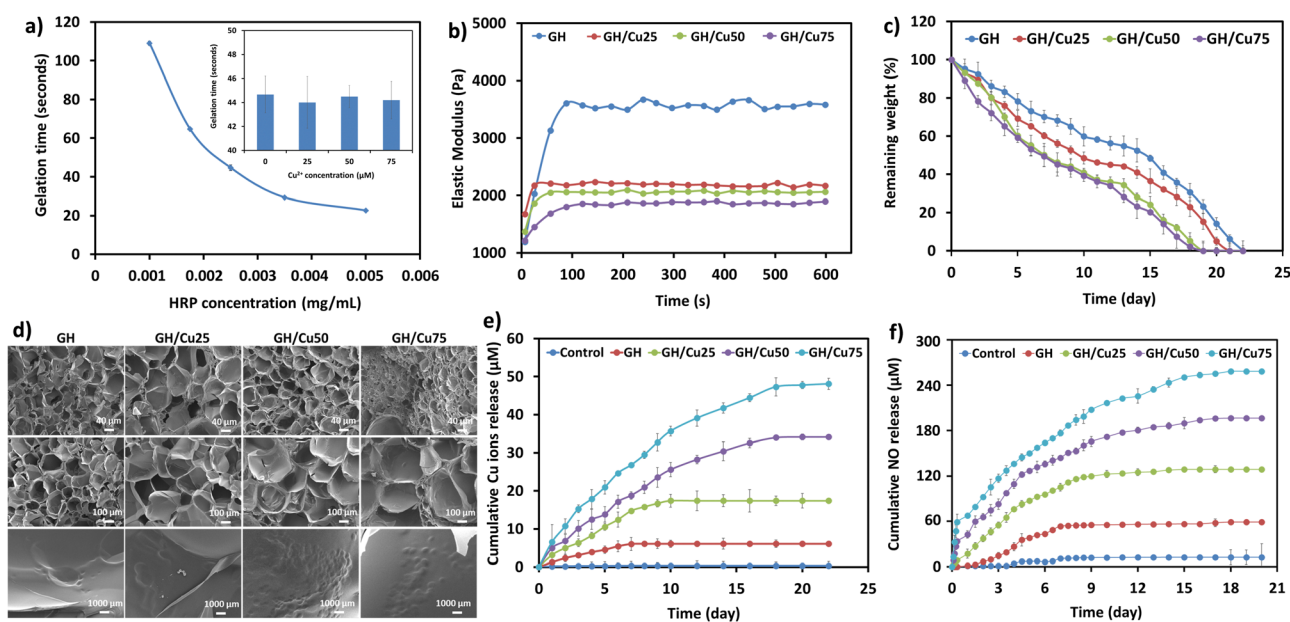 a)
120
100
80
60
40
20
0
Gelation time (seconds)
0
0.001
0.002
0.003
0.004
0.005
0.006
HRP concentration (mg/mL)
50
48
46
44
42
40
Gelation time (seconds)
0
25
50
75
Cu²⁺ concentration (µM)
b)
5000
4000
3000
2000
1000
Elastic Modulus (Pa)
GH
GH/Cu25
GH/Cu50
GH/Cu75
0
100
200
300
400
500
600
Time (s)
c)
120
100
80
60
40
20
0
Remaining weight (%)
GH
GH/Cu25
GH/Cu50
GH/Cu75
0
5
10
15
20
25
Time (day)
d)
GH
GH/Cu25
GH/Cu50
GH/Cu75
40 µm
40 µm
40 µm
40 µm
100 µm
100 µm
100 µm
100 µm
1000 µm
1000 µm
1000 µm
1000 µm
e)
60
50
40
30
20
10
0
Cumulative Cu ions release (µM)
Control
GH
GH/Cu25
GH/Cu50
GH/Cu75
0
5
10
15
20
25
Time (day)
f)
300
240
180
120
60
0
Cumulative NO release (µM)
Control
GH
GH/Cu25
GH/Cu50
GH/Cu75
0
3
6
9
12
15
18
21
Time (day)